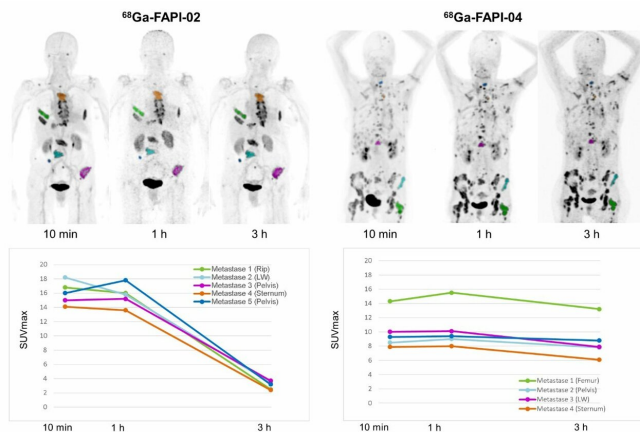 ⁶⁸Ga-FAPI-02
⁶⁸Ga-FAPI-04
10 min
1 h
3 h
10 min
1 h
3 h
SUVmax
20
18
16
14
12
10
8
6
4
2
0
Metastase 1 (Rip)
Metastase 2 (LW)
Metastase 3 (Pelvis)
Metastase 4 (Sternum)
Metastase 5 (Pelvis)
10 min
1 h
3 h
SUVmax
20
18
16
14
12
10
8
6
4
2
0
Metastase 1 (Femur)
Metastase 2 (Pelvis)
Metastase 3 (LW)
Metastase 4 (Sternum)
10 min
1 h
3 h